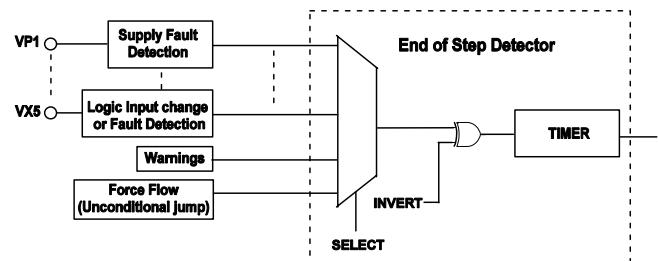 VP1
Supply Fault
Detection
End of Step Detector
VX5
Logic Input change
or Fault Detection
TIMER
Warnings
Force Flow
(Unconditional jump)
INVERT
SELECT